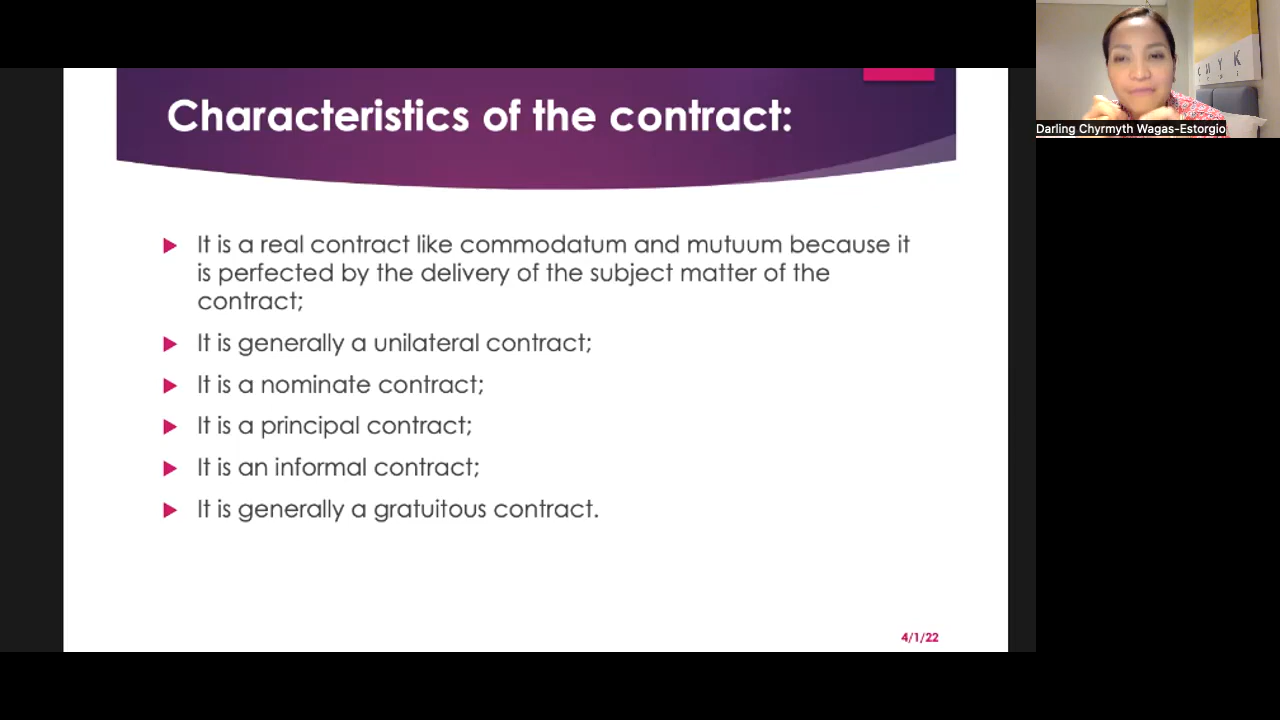 Characteristics of the contract:
It is a real contract like commodatum and mutuum because it
is perfected by the delivery of the subject matter of the
contract;
It is generally a unilateral contract;
It is a nominate contract;
It is a principal contract;
It is an informal contract;
It is generally a gratuitous contract.
4/1/22
Darling Chyrmyth Wagas-Estorgio